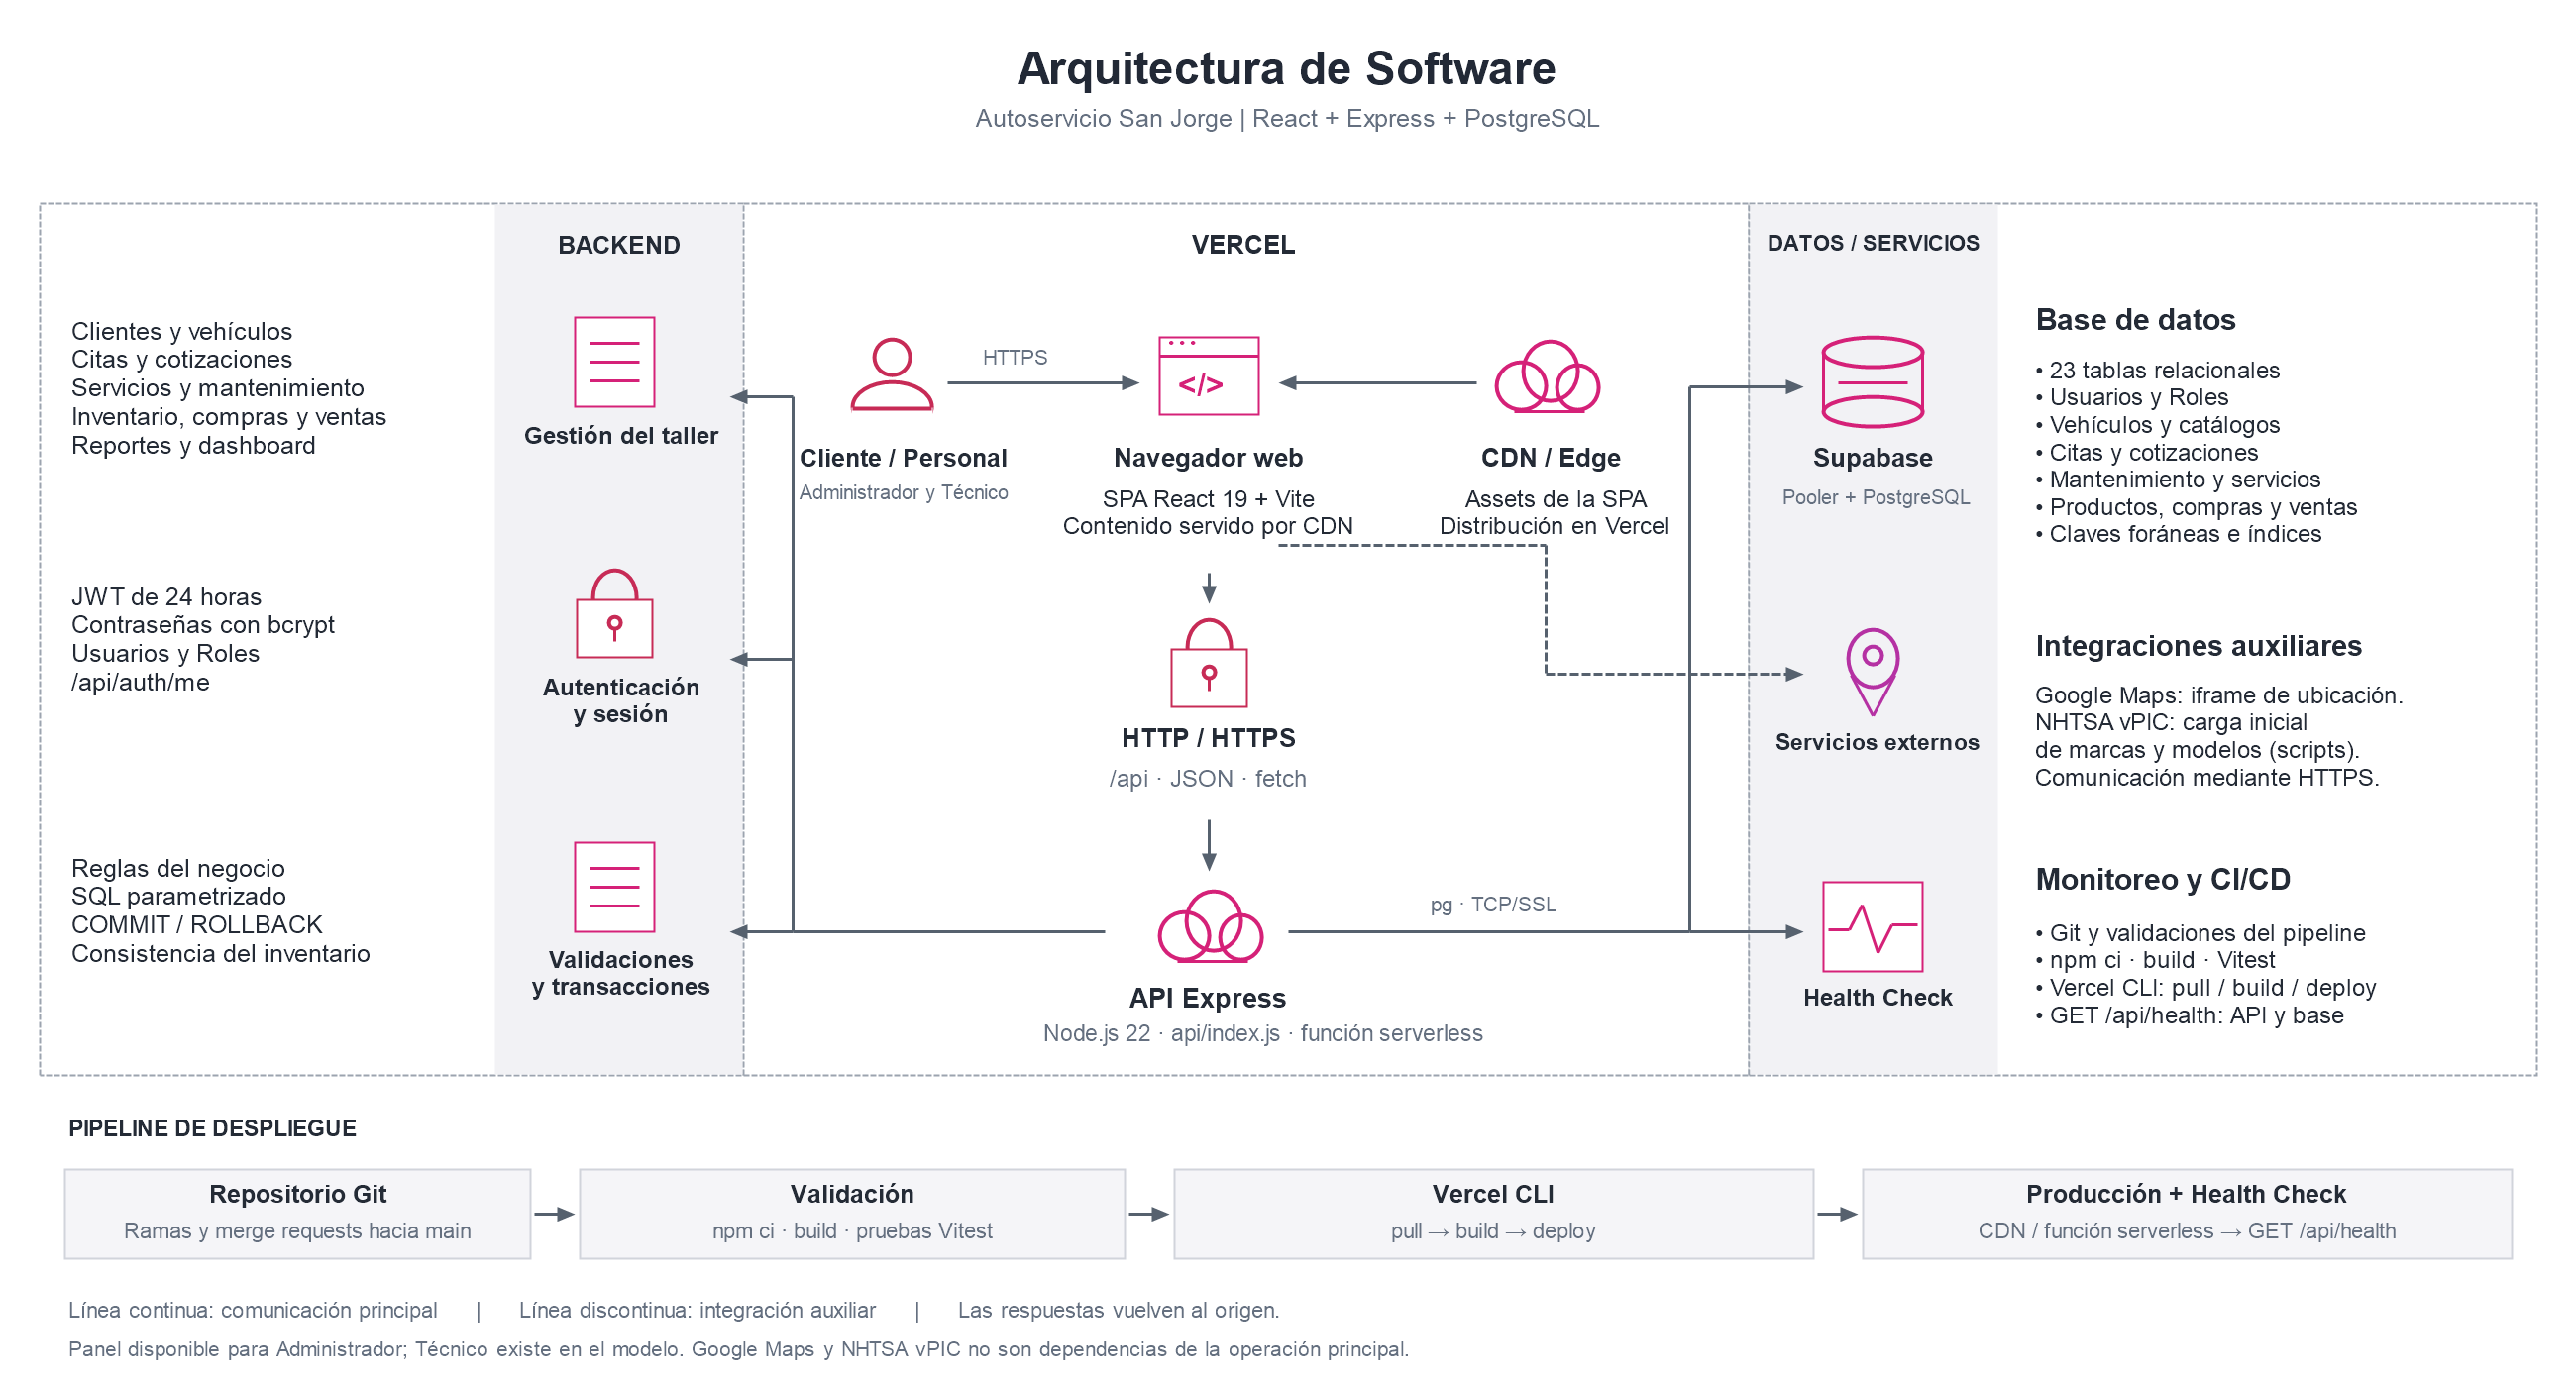 Arquitectura de Software
Autoservicio San Jorge | React + Express + PostgreSQL
BACKEND
VERCEL
DATOS / SERVICIOS
Clientes y vehículos
Citas y cotizaciones
Servicios y mantenimiento
Inventario, compras y ventas
Reportes y dashboard
Gestión del taller
JWT de 24 horas
Contraseñas con bcrypt
Usuarios y Roles
/api/auth/me
Autenticación
y sesión
Reglas del negocio
SQL parametrizado
COMMIT / ROLLBACK
Consistencia del inventario
Validaciones
y transacciones
HTTPS
Cliente / Personal
Administrador y Técnico
</>
Navegador web
SPA React 19 + Vite
Contenido servido por CDN
CDN / Edge
Assets de la SPA
Distribución en Vercel
HTTP / HTTPS
/api · JSON · fetch
pg · TCP/SSL
API Express
Node.js 22 · api/index.js · función serverless
Supabase
Pooler + PostgreSQL
Servicios externos
Health Check
Base de datos
• 23 tablas relacionales
• Usuarios y Roles
• Vehículos y catálogos
• Citas y cotizaciones
• Mantenimiento y servicios
• Productos, compras y ventas
• Claves foráneas e índices
Integraciones auxiliares
Google Maps: iframe de ubicación.
NHTSA vPIC: carga inicial
de marcas y modelos (scripts).
Comunicación mediante HTTPS.
Monitoreo y CI/CD
• Git y validaciones del pipeline
• npm ci · build · Vitest
• Vercel CLI: pull / build / deploy
• GET /api/health: API y base
PIPELINE DE DESPLIEGUE
Repositorio Git
Ramas y merge requests hacia main
Validación
npm ci · build · pruebas Vitest
Vercel CLI
pull → build → deploy
Producción + Health Check
CDN / función serverless → GET /api/health
Línea continua: comunicación principal | Línea discontinua: integración auxiliar | Las respuestas vuelven al origen.
Panel disponible para Administrador; Técnico existe en el modelo. Google Maps y NHTSA vPIC no son dependencias de la operación principal.